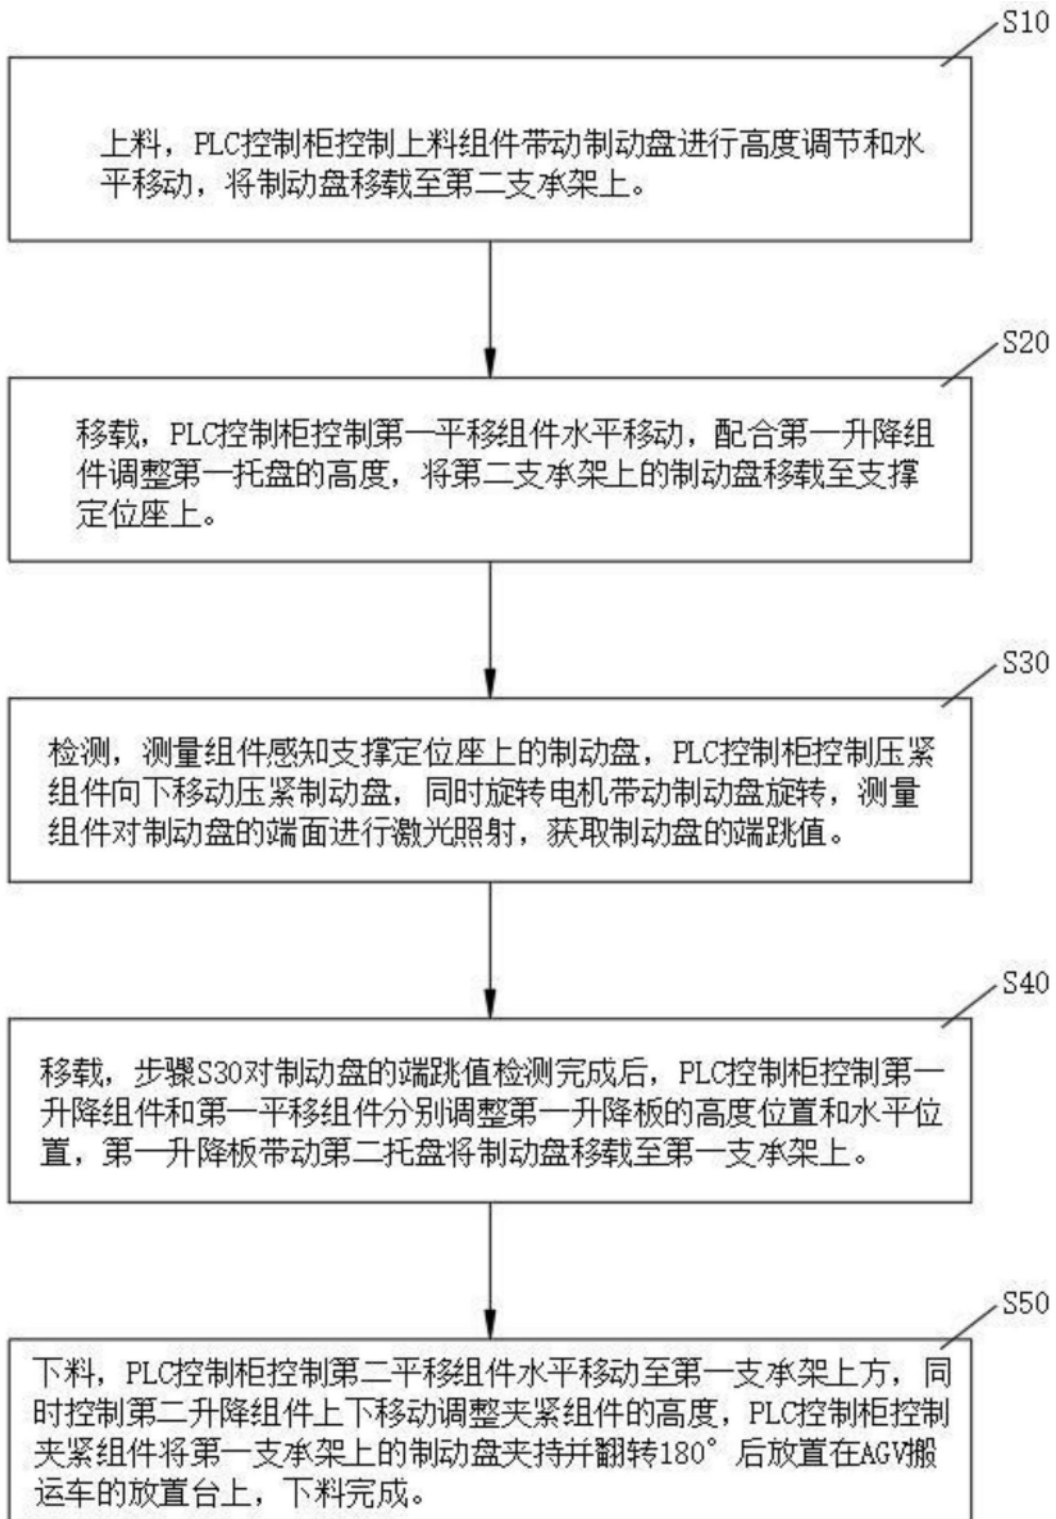 S10
上料，PLC控制柜控制上料组件带动制动盘进行高度调节和水
平移动，将制动盘移载至第二支承架上。
S20
移载，PLC控制柜控制第一平移组件水平移动，配合第一升降组
件调整第一托盘的高度，将第二支承架上的制动盘移载至支撑
定位座上。
S30
检测，测量组件感知支撑定位座上的制动盘，PLC控制柜控制压紧
组件向下移动压紧制动盘，同时旋转电机带动制动盘旋转，测量
组件对制动盘的端面进行激光照射，获取制动盘的端跳值。
S40
移载，步骤S30对制动盘的端跳值检测完成后，PLC控制柜控制第一
升降组件和第一平移组件分别调整第一升降板的高度位置和水平位
置，第一升降板带动第二托盘将制动盘移载至第一支承架上。
S50
下料，PLC控制柜控制第二平移组件水平移动至第一支承架上方，同
时控制第二升降组件上下移动调整夹紧组件的高度，PLC控制柜控制
夹紧组件将第一支承架上的制动盘夹持并翻转180°后放置在AGV搬
运车的放置台上，下料完成。